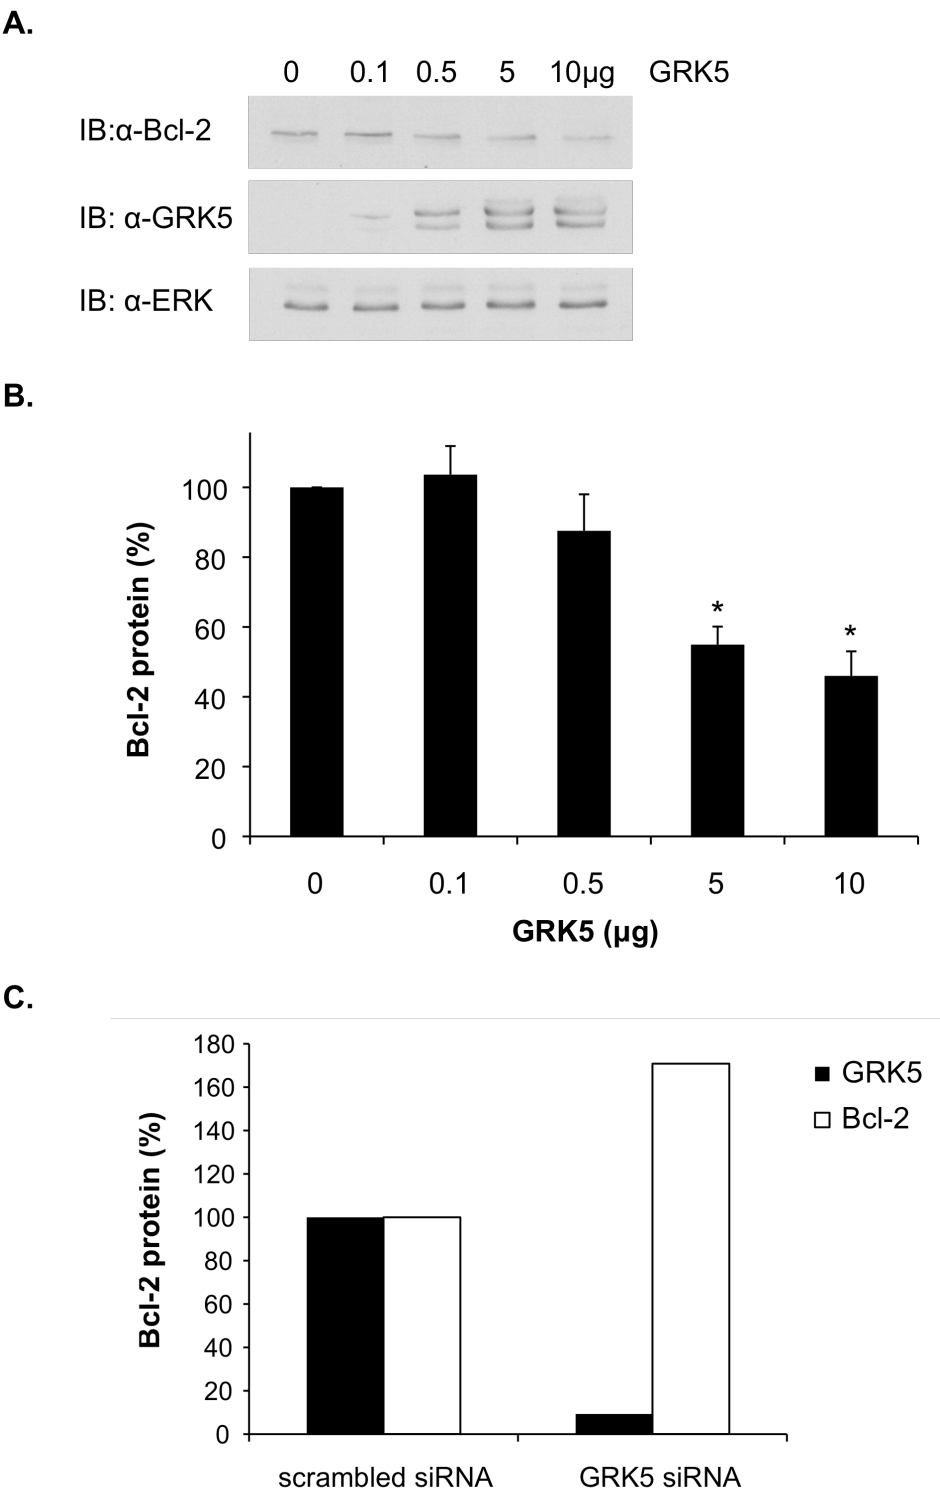 A.
0 0.1 0.5 5 10µg GRK5
IB:α-Bcl-2
IB: α-GRK5
IB: α-ERK
B.
Bcl-2 protein (%)
100
80
60
40
20
0
*
*
0 0.1 0.5 5 10
GRK5 (µg)
C.
Bcl-2 protein (%)
180
160
140
120
100
80
60
40
20
0
GRK5
Bcl-2
scrambled siRNA GRK5 siRNA